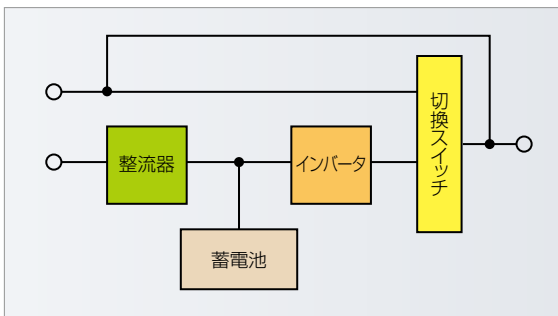 切換スイッチ
整流器
インバータ
蓄電池